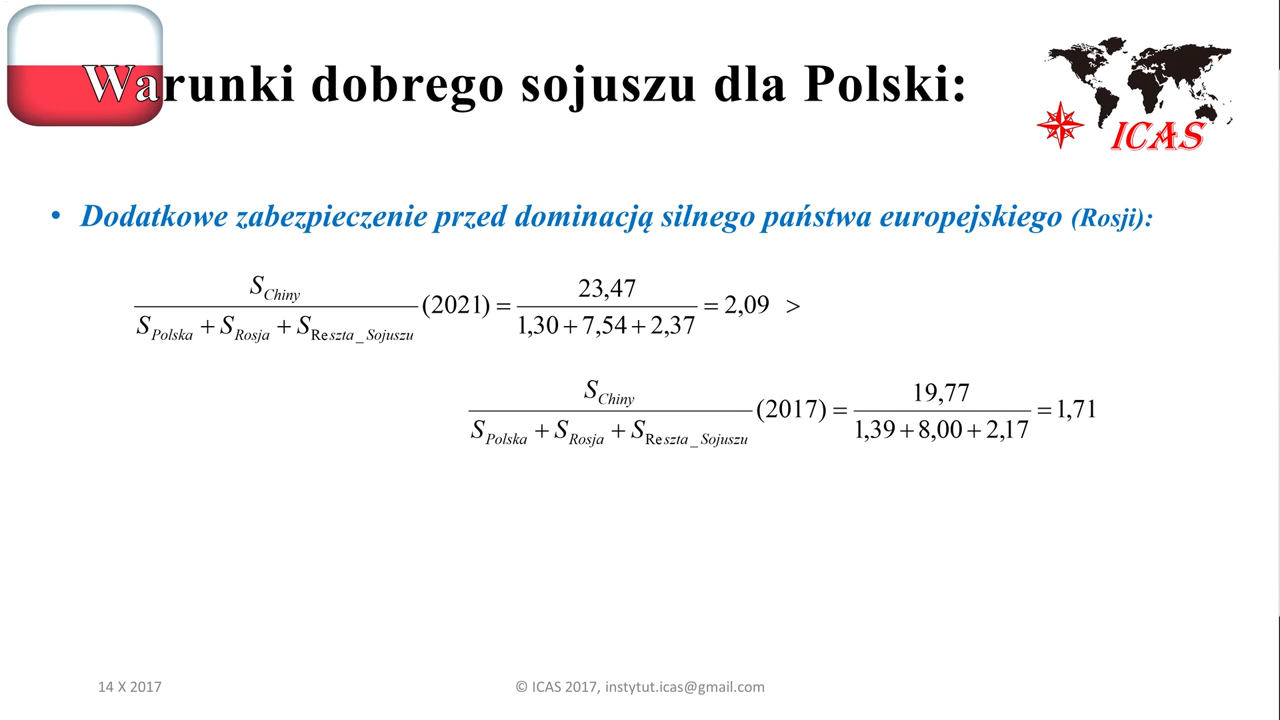 Warunki dobrego sojuszu dla Polski:
ICAS
• Dodatkowe zabezpieczenie przed dominacją silnego państwa europejskiego (Rosji):
S_Chiny / (S_Polska + S_Rosja + S_Reszta_Sojuszu) (2021) = 23,47 / (1,30 + 7,54 + 2,37) = 2,09 >
S_Chiny / (S_Polska + S_Rosja + S_Reszta_Sojuszu) (2017) = 19,77 / (1,39 + 8,00 + 2,17) = 1,71
14 X 2017
© ICAS 2017, instytut.icas@gmail.com